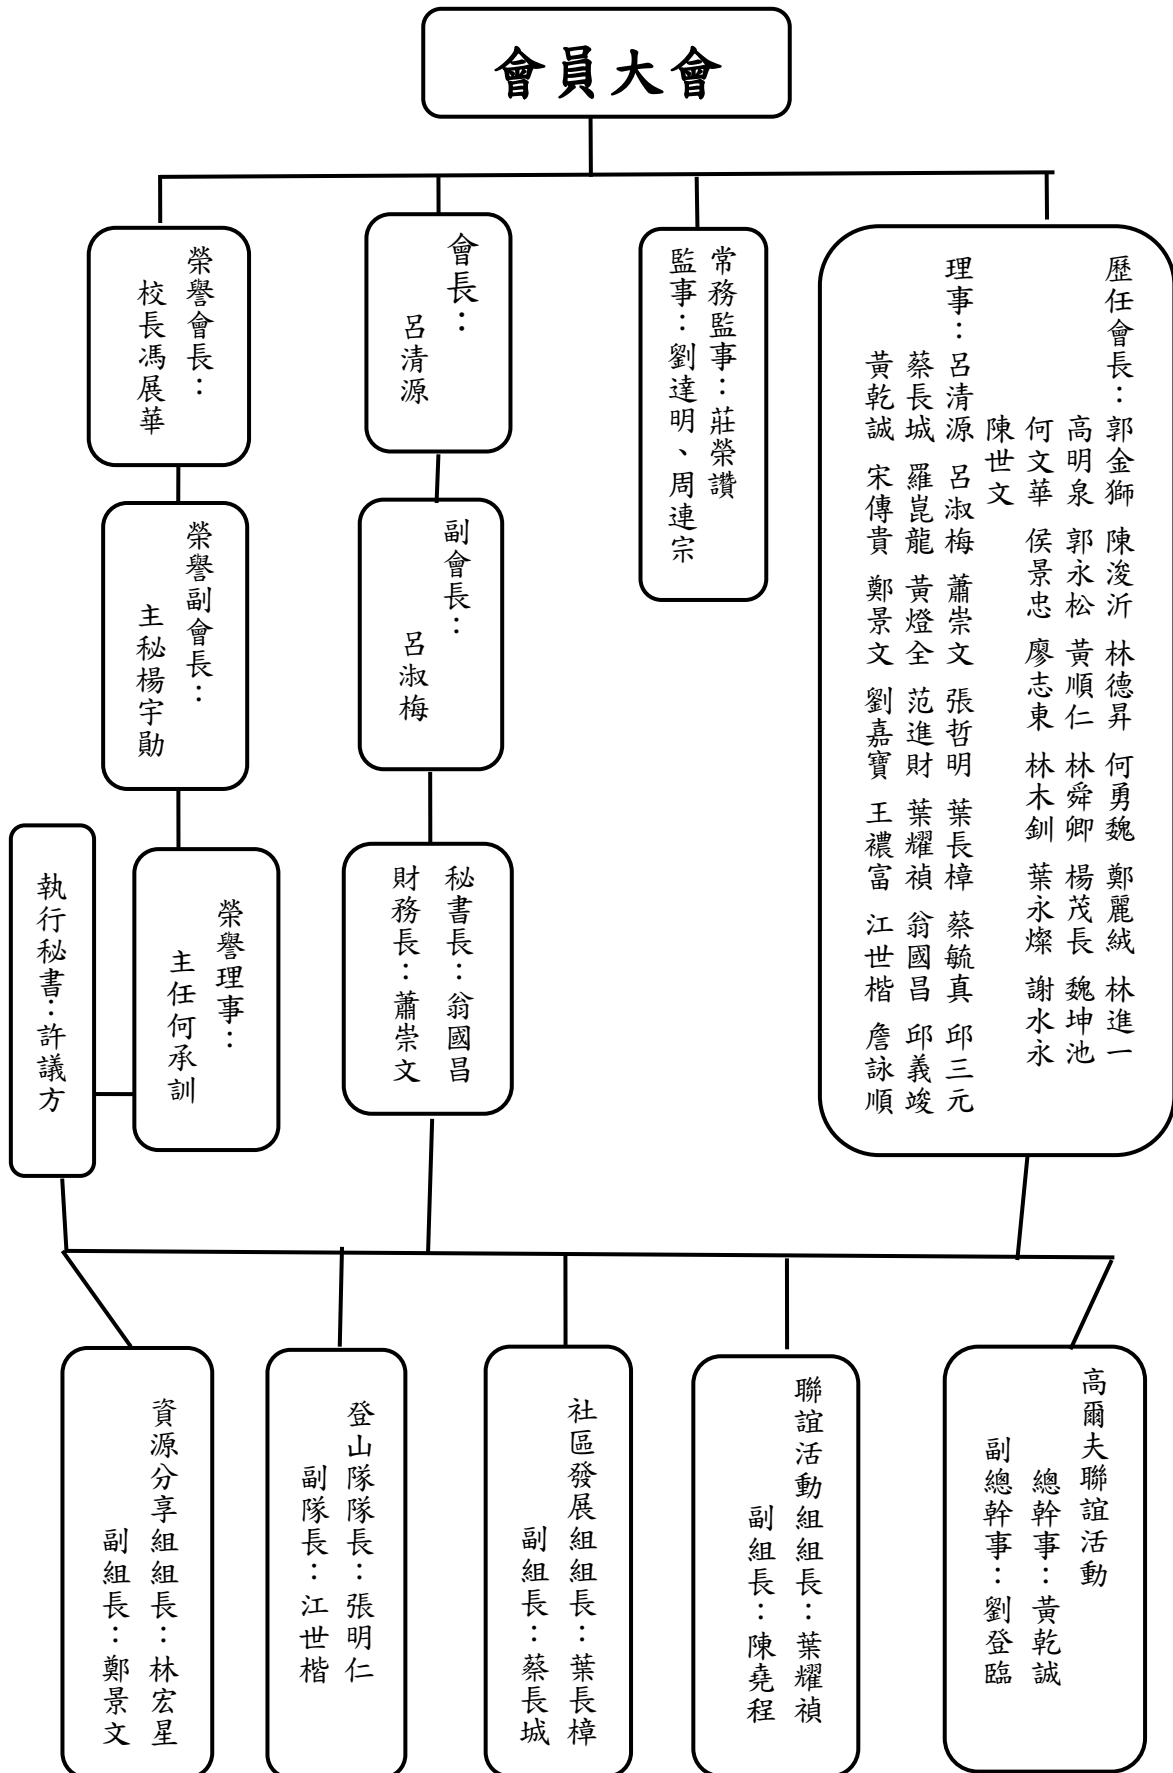 會員大會
歷任會長：郭金獅 陳浚沂 林德昇 何勇魏 鄭麗絨 林進一
高明泉 郭永松 黃順仁 林舜卿 楊茂長 魏坤池
何文華 侯景忠 廖志東 林木釧 葉永燦 謝水永
陳世文
理事：呂清源 呂淑梅 蕭崇文 張哲明 葉長樟 蔡毓真 邱三元
蔡長城 羅崑龍 黃燈全 范進財 葉耀禎 翁國昌 邱義竣
黃乾誠 宋傳貴 鄭景文 劉嘉寶 王禯富 江世楷 詹詠順
常務監事：莊榮讚
監事：劉達明、周連宗
會長：
呂清源
榮譽會長：
校長馮展華
副會長：
呂淑梅
榮譽副會長：
主秘楊宇勛
秘書長：翁國昌
財務長：蕭崇文
榮譽理事：
主任何承訓
執行秘書：許議方
高爾夫聯誼活動
總幹事：黃乾誠
副總幹事：劉登臨
聯誼活動組組長：葉耀禎
副組長：陳堯程
社區發展組組長：葉長樟
副組長：蔡長城
登山隊隊長：張明仁
副隊長：江世楷
資源分享組組長：林宏星
副組長：鄭景文